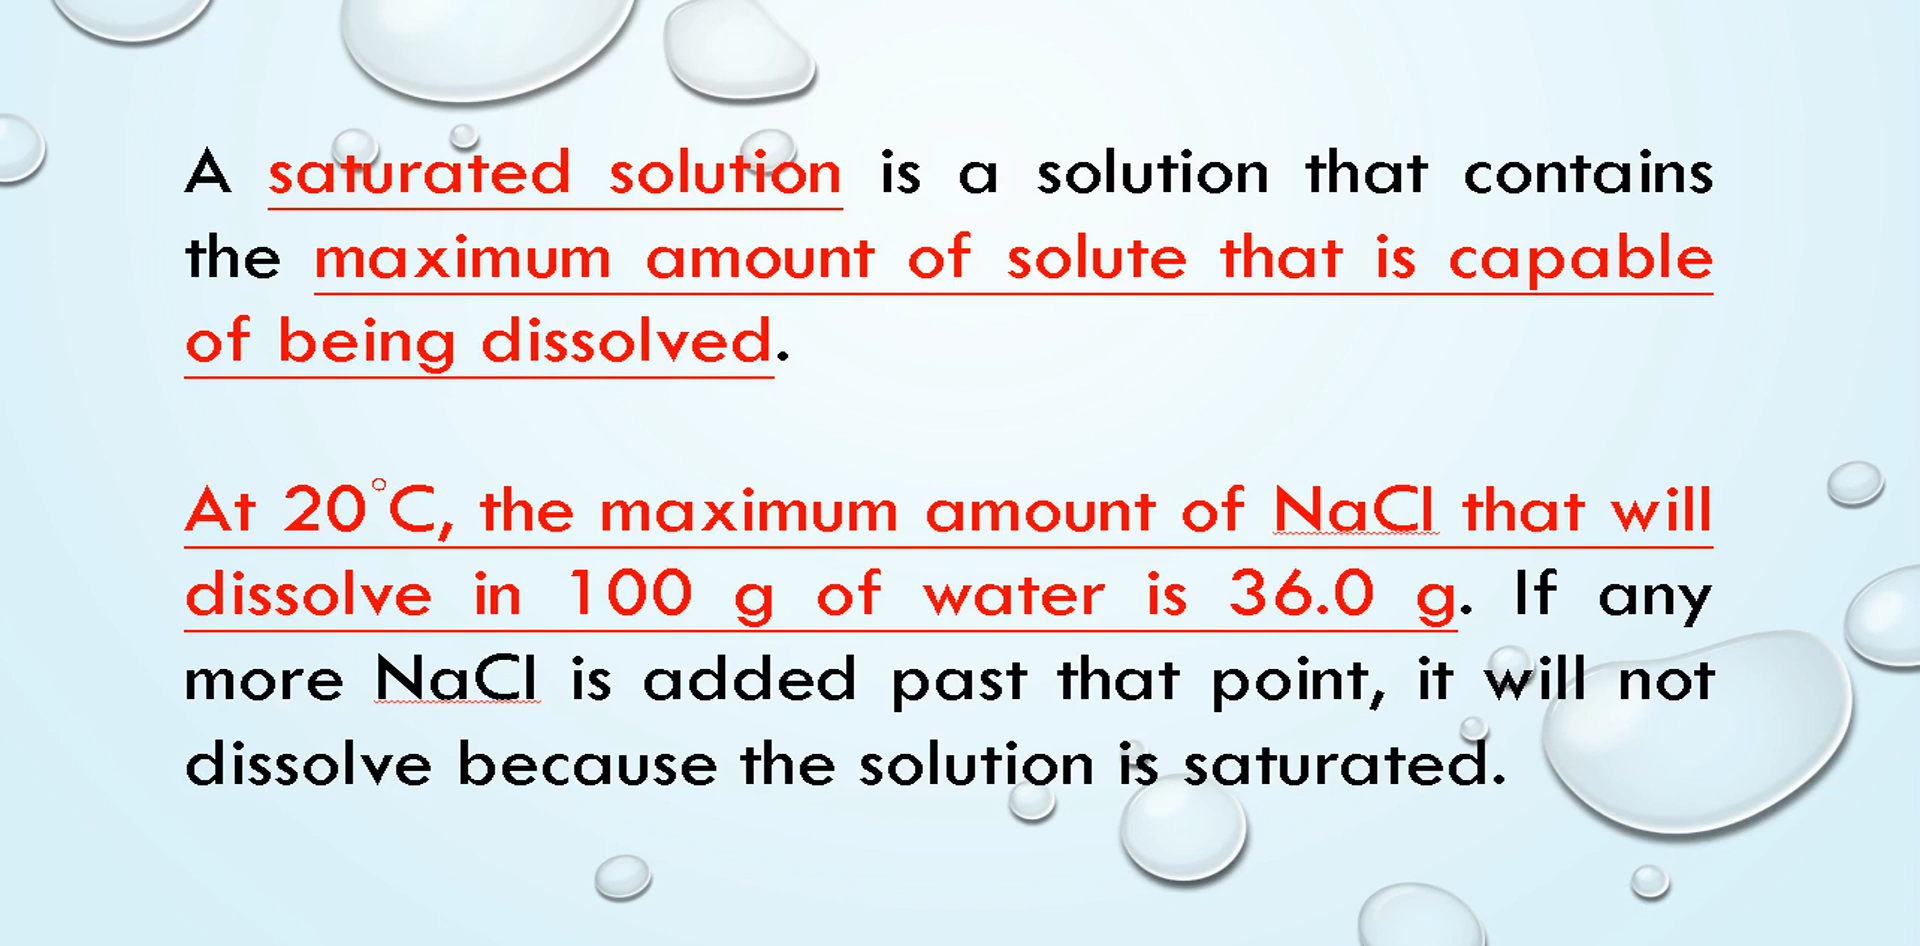 A saturated solution is a solution that contains
the maximum amount of solute that is capable
of being dissolved.
At 20°C, the maximum amount of NaCl that will
dissolve in 100 g of water is 36.0 g. If any
more NaCl is added past that point, it will not
dissolve because the solution is saturated.